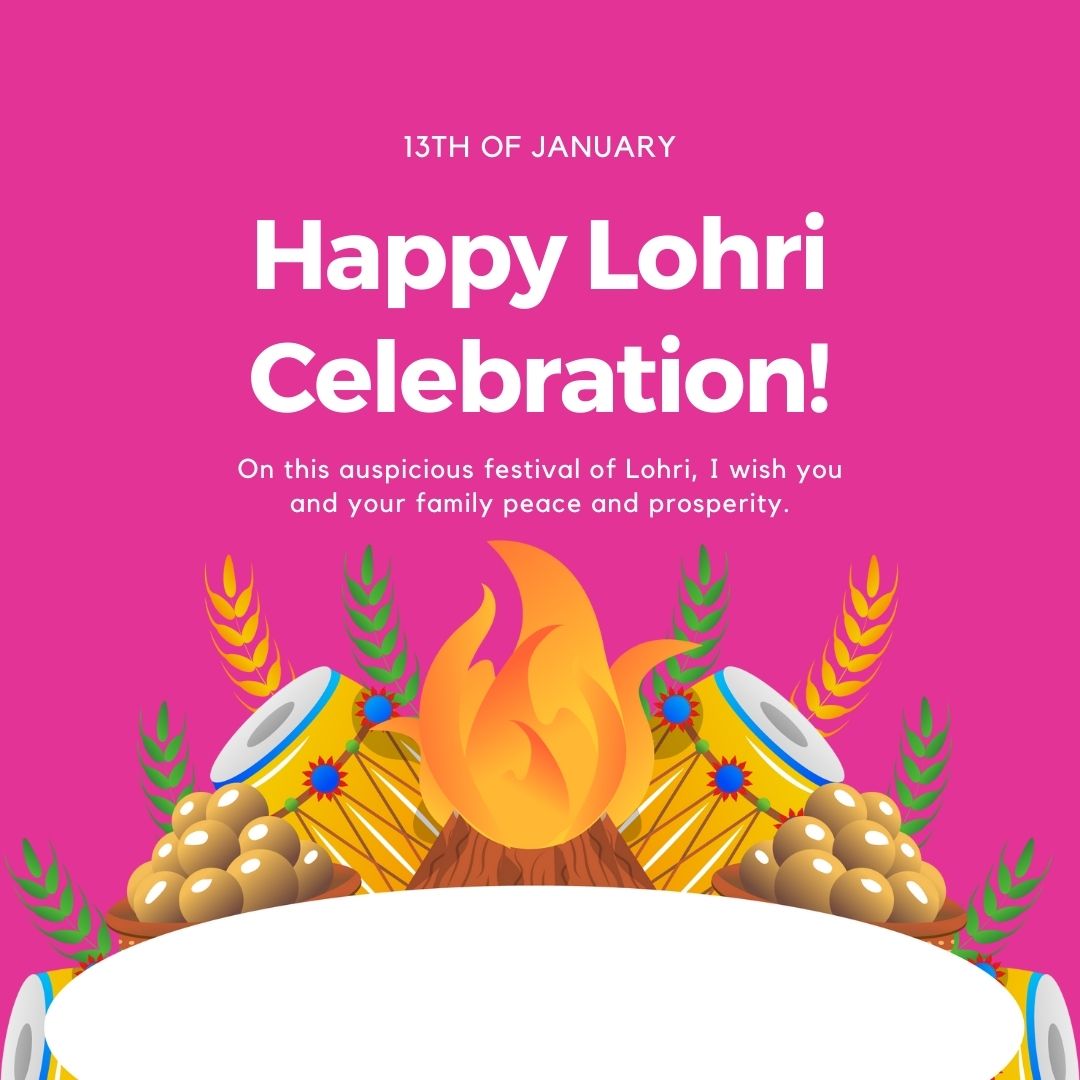 13TH OF JANUARY
Happy Lohri
Celebration!
On this auspicious festival of Lohri, I wish you
and your family peace and prosperity.